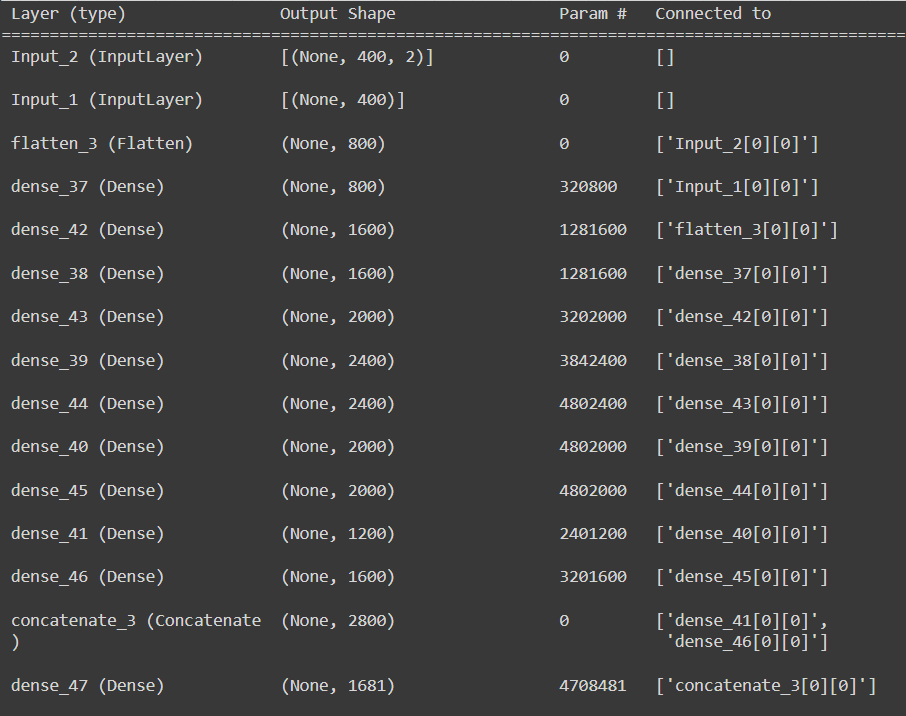 Layer (type) Output Shape Param # Connected to
==================================================================================================
Input_2 (InputLayer) [(None, 400, 2)] 0 []
Input_1 (InputLayer) [(None, 400)] 0 []
flatten_3 (Flatten) (None, 800) 0 ['Input_2[0][0]']
dense_37 (Dense) (None, 800) 320800 ['Input_1[0][0]']
dense_42 (Dense) (None, 1600) 1281600 ['flatten_3[0][0]']
dense_38 (Dense) (None, 1600) 1281600 ['dense_37[0][0]']
dense_43 (Dense) (None, 2000) 3202000 ['dense_42[0][0]']
dense_39 (Dense) (None, 2400) 3842400 ['dense_38[0][0]']
dense_44 (Dense) (None, 2400) 4802400 ['dense_43[0][0]']
dense_40 (Dense) (None, 2000) 4802000 ['dense_39[0][0]']
dense_45 (Dense) (None, 2000) 4802000 ['dense_44[0][0]']
dense_41 (Dense) (None, 1200) 2401200 ['dense_40[0][0]']
dense_46 (Dense) (None, 1600) 3201600 ['dense_45[0][0]']
concatenate_3 (Concatenate (None, 2800) 0 ['dense_41[0][0]',
) 'dense_46[0][0]']
dense_47 (Dense) (None, 1681) 4708481 ['concatenate_3[0][0]']